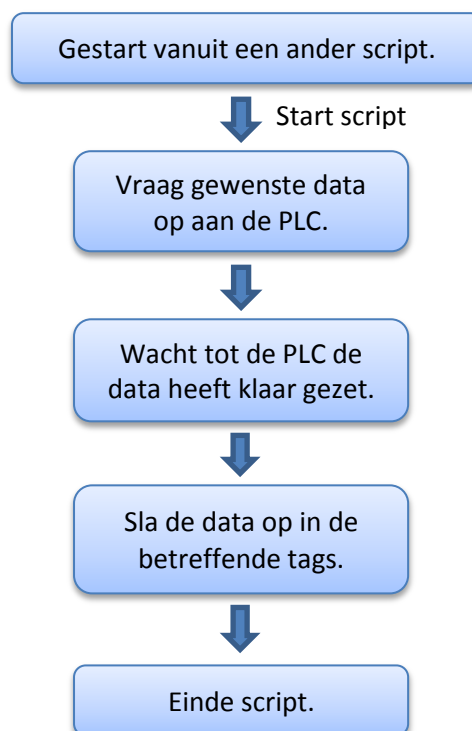 Gestart vanuit een ander script.
Start script
Vraag gewenste data
op aan de PLC.
Wacht tot de PLC de
data heeft klaar gezet.
Sla de data op in de
betreffende tags.
Einde script.